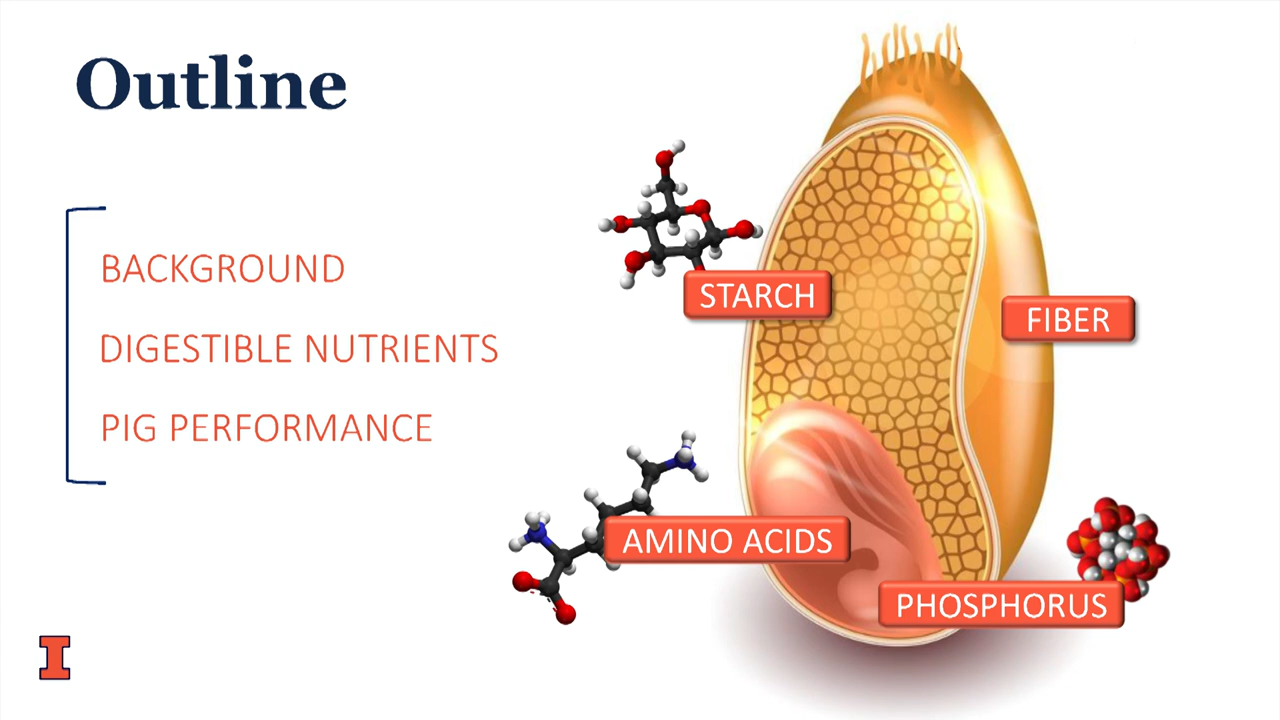 Outline
BACKGROUND
DIGESTIBLE NUTRIENTS
PIG PERFORMANCE
STARCH
FIBER
AMINO ACIDS
PHOSPHORUS
I